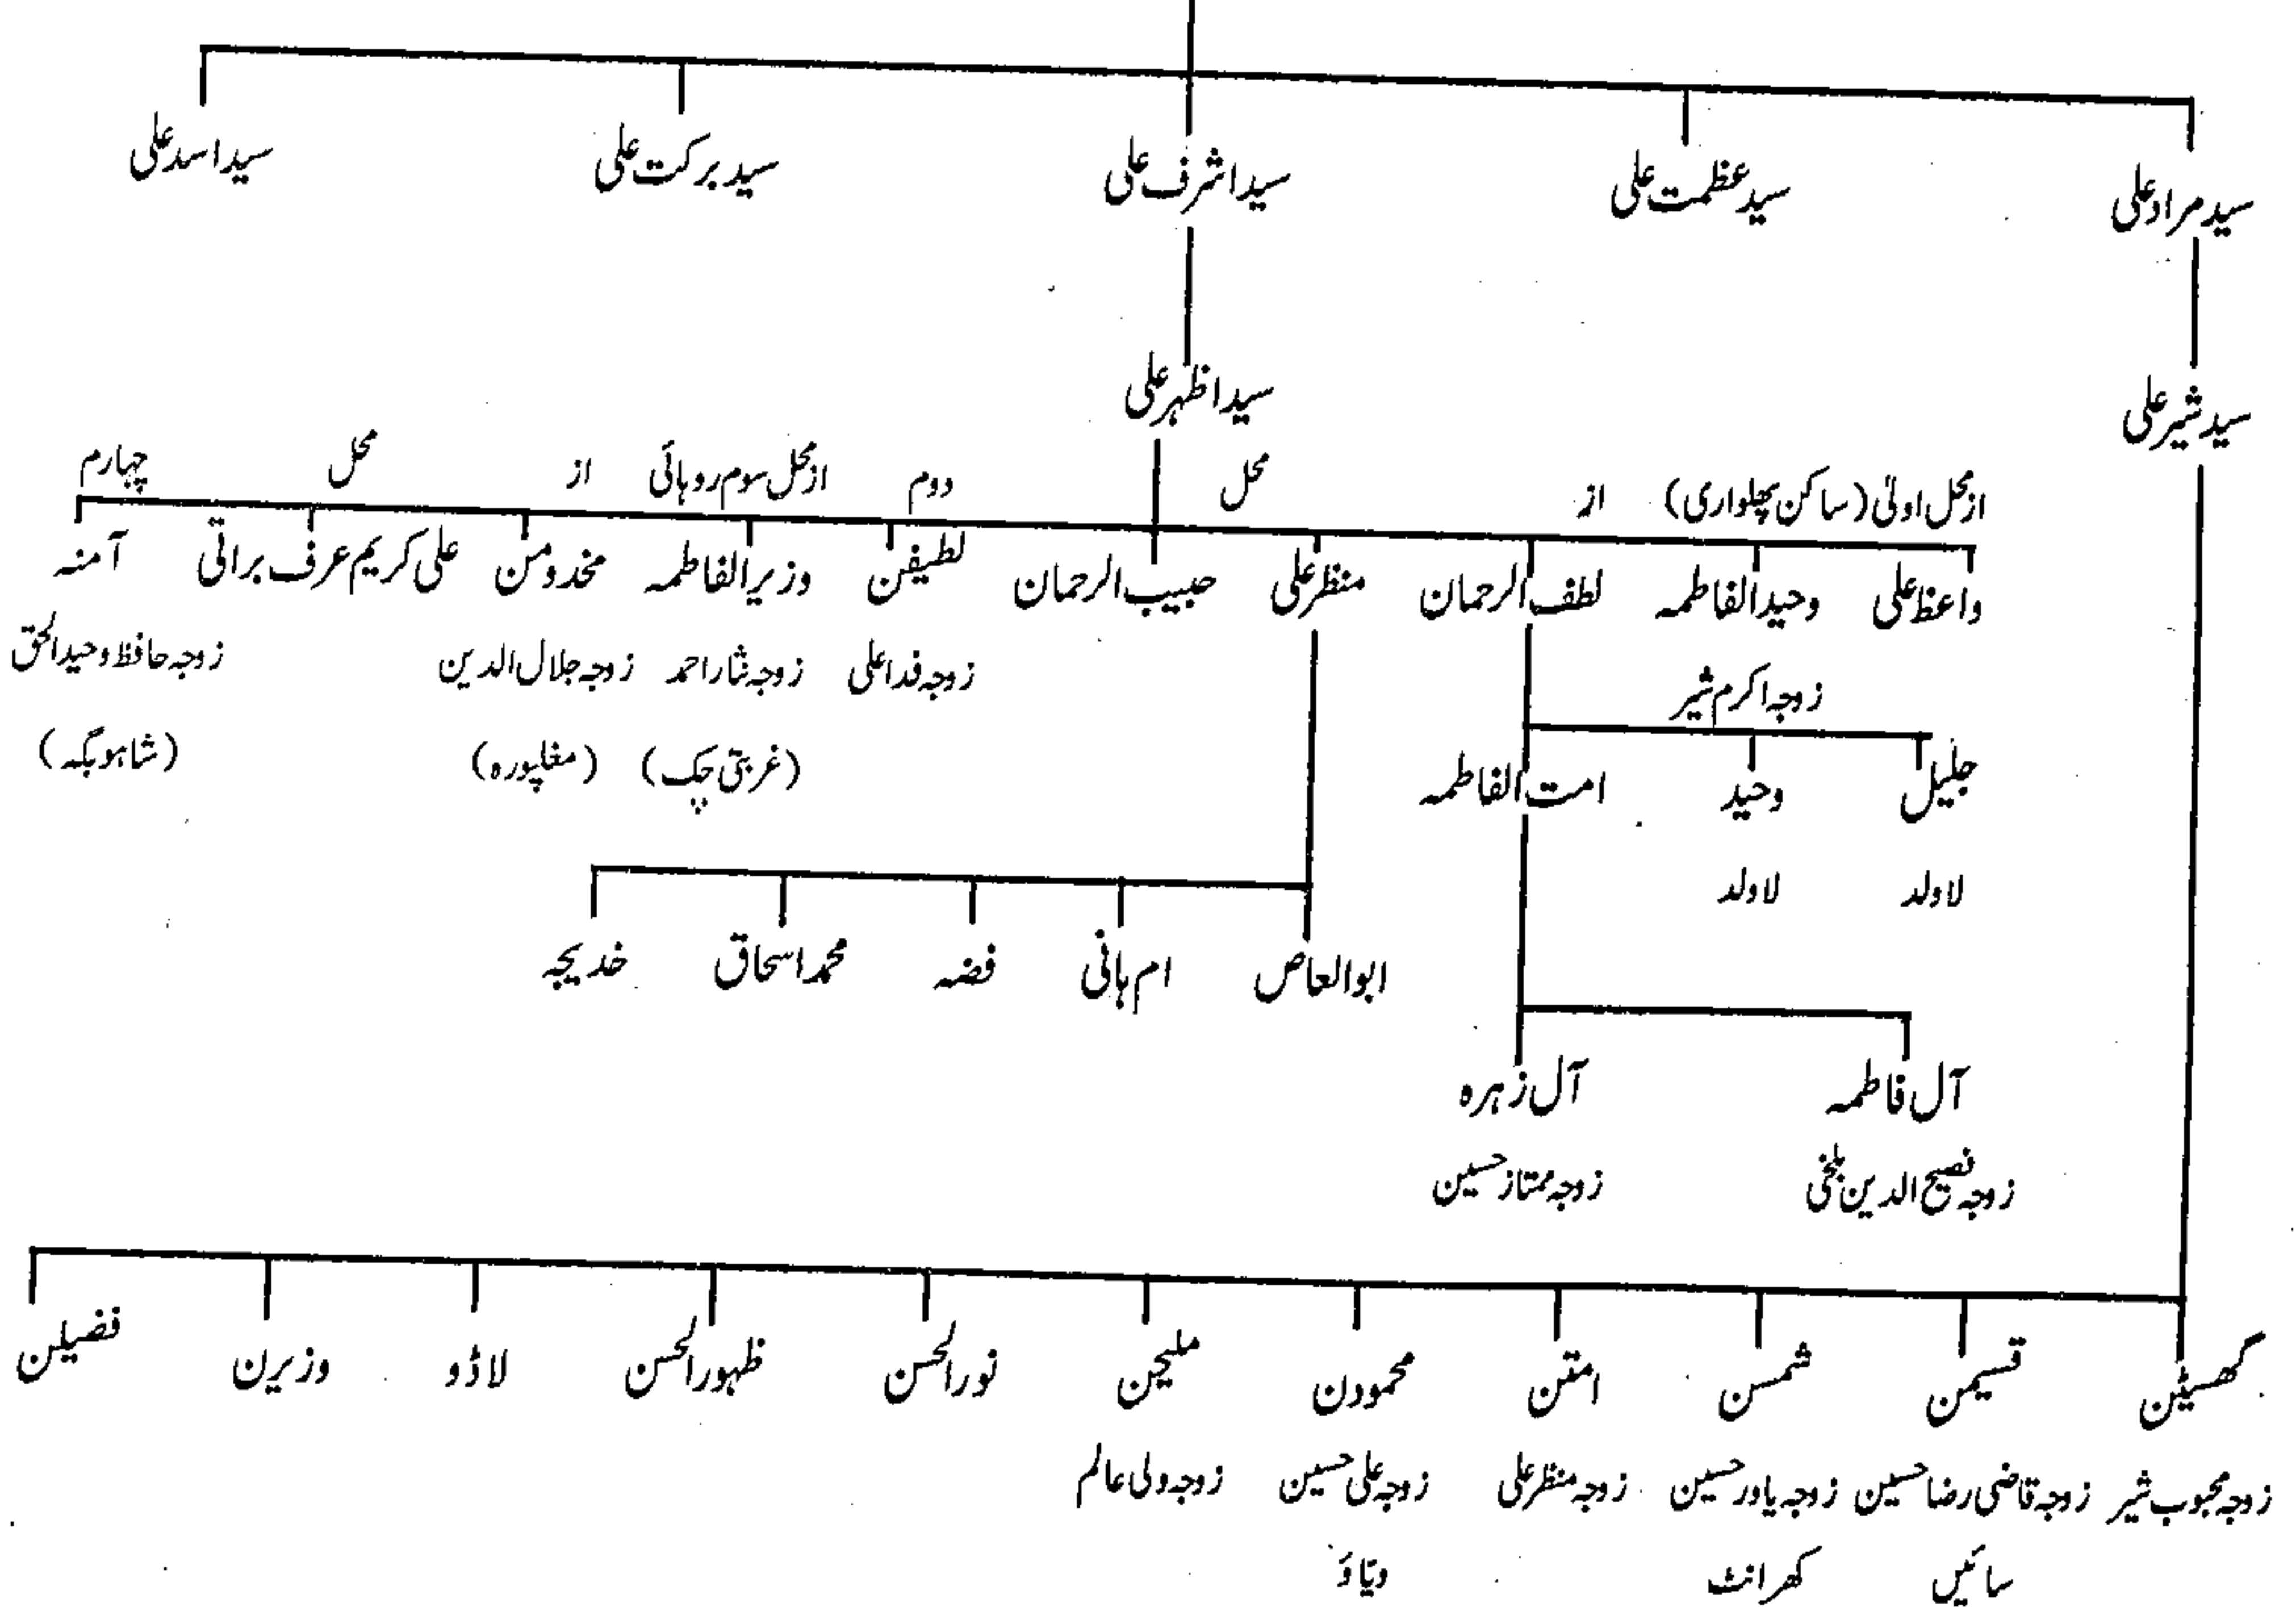 سید مراد علی سید عظمت علی سید اشرف علی سید برکت علی سید اسد علی
سید شیر علی سید اظہر علی
از محل اولیٰ (ساکن پھلواری) از محل دوم از محل سوم روہائی از محل چہارم
واعظ علی وحید الفاطمہ لطف الرحمان منظر علی حبیب الرحمان لطیفن وزیر الفاطمہ مخدومن علی کریم عرف براتی آمنہ
زوجہ اکرم شیر زوجہ فدا علی زوجہ نثار احمد زوجہ جلال الدین زوجہ حافظ وحید الحق
(غربتی چک) (مغلپورہ) (شاہو بگہہ)
جلیل وحید امت الفاطمہ
لاولد لاولد
ابوالعاص ام ہانی فضہ محمد اسحاق خدیجہ
آل فاطمہ آل زہرہ
زوجہ فصیح الدین بلخی زوجہ ممتاز حسین
گھسیٹن قسیمن شمسن امتن محمودن ملیحن نور الحسن ظہور الحسن لاڈو وزیرن فضیلن
زوجہ محبوب شیر زوجہ قاضی رضا حسین زوجہ یاور حسین زوجہ منظر علی زوجہ علی حسین زوجہ ولی عالم
سائیں کھرانٹ